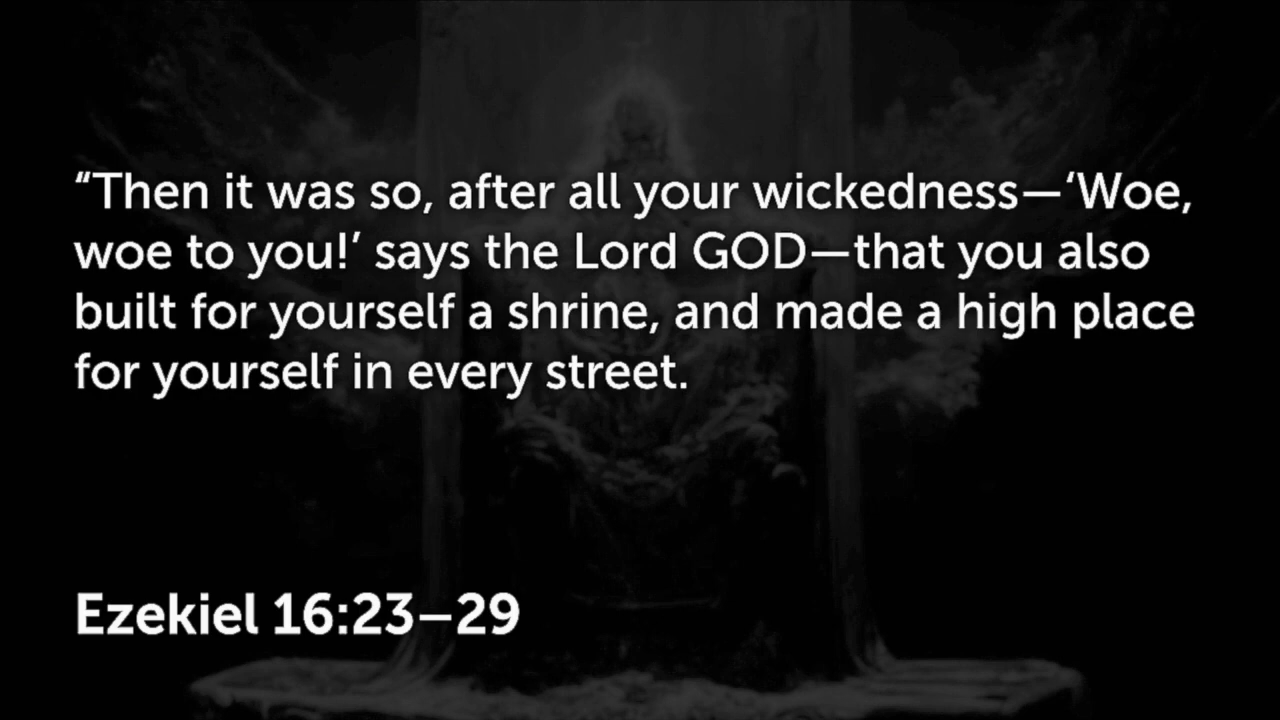 “Then it was so, after all your wickedness—‘Woe,
woe to you!’ says the Lord GOD—that you also
built for yourself a shrine, and made a high place
for yourself in every street.
Ezekiel 16:23–29